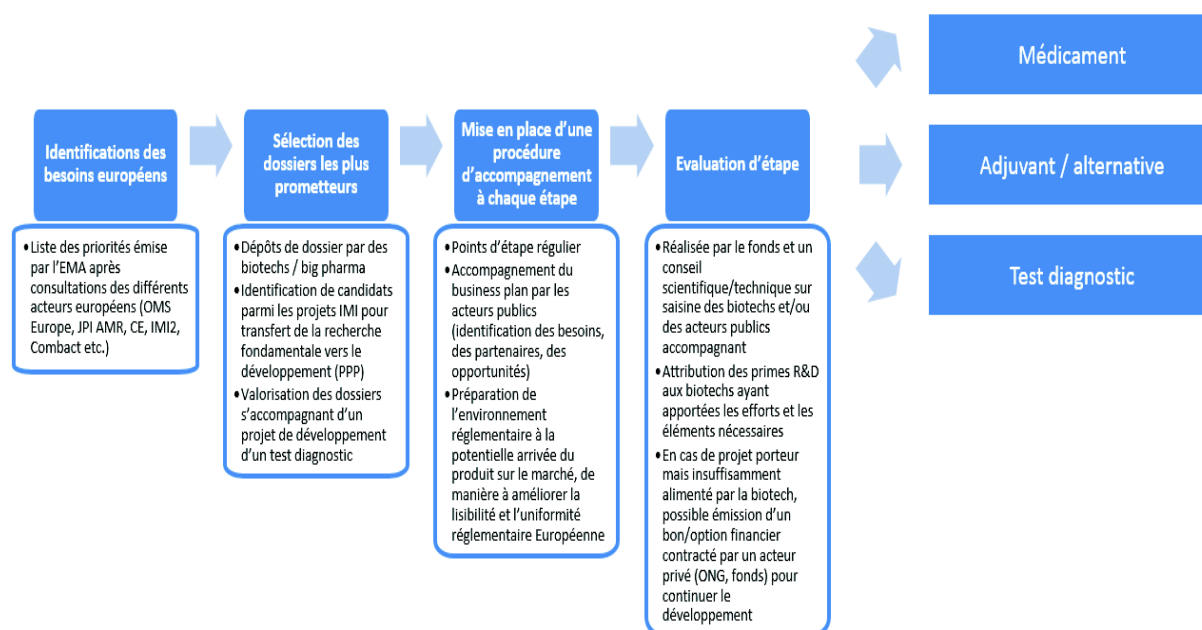 Identifications des
besoins européens
•Liste des priorités émise
par l’EMA après
consultations des différents
acteurs européens (OMS
Europe, JPI AMR, CE, IMI2,
Combact etc.)
Sélection des
dossiers les plus
prometteurs
•Dépôts de dossier par des
biotechs / big pharma
•Identification de candidats
parmi les projets IMI pour
transfert de la recherche
fondamentale vers le
développement (PPP)
•Valorisation des dossiers
s’accompagnant d’un
projet de développement
d’un test diagnostic
Mise en place d’une
procédure
d’accompagnement
à chaque étape
•Points d’étape régulier
•Accompagnement du
business plan par les
acteurs publics
(identification des besoins,
des partenaires, des
opportunités)
•Préparation de
l’environnement
réglementaire à la
potentielle arrivée du
produit sur le marché, de
manière à améliorer la
lisibilité et l’uniformité
réglementaire Européenne
Evaluation d’étape
•Réalisée par le fonds et un
conseil
scientifique/technique sur
saisine des biotechs et/ou
des acteurs publics
accompagnant
•Attribution des primes R&D
aux biotechs ayant
apportées les efforts et les
éléments nécessaires
•En cas de projet porteur
mais insuffisamment
alimenté par la biotech,
possible émission d’un
bon/option financier
contracté par un acteur
privé (ONG, fonds) pour
continuer le
développement
Médicament
Adjuvant / alternative
Test diagnostic